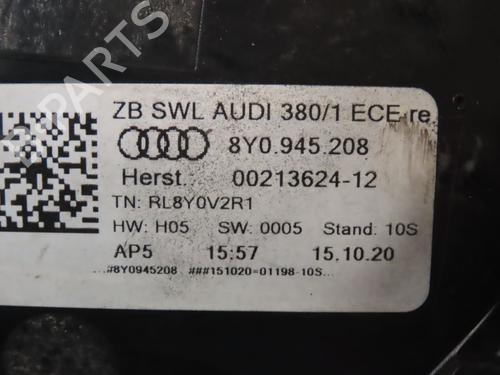 ZB SWL AUDI 380/1 ECE-re
8Y0.945.208
Herst. 00213624-12
TN: RL8Y0V2R1
HW: H05 SW: 0005 Stand: 10S
AP5 15:57 15.10.20
...#8Y0945208 ###151020=01198-10S...
BPARTS